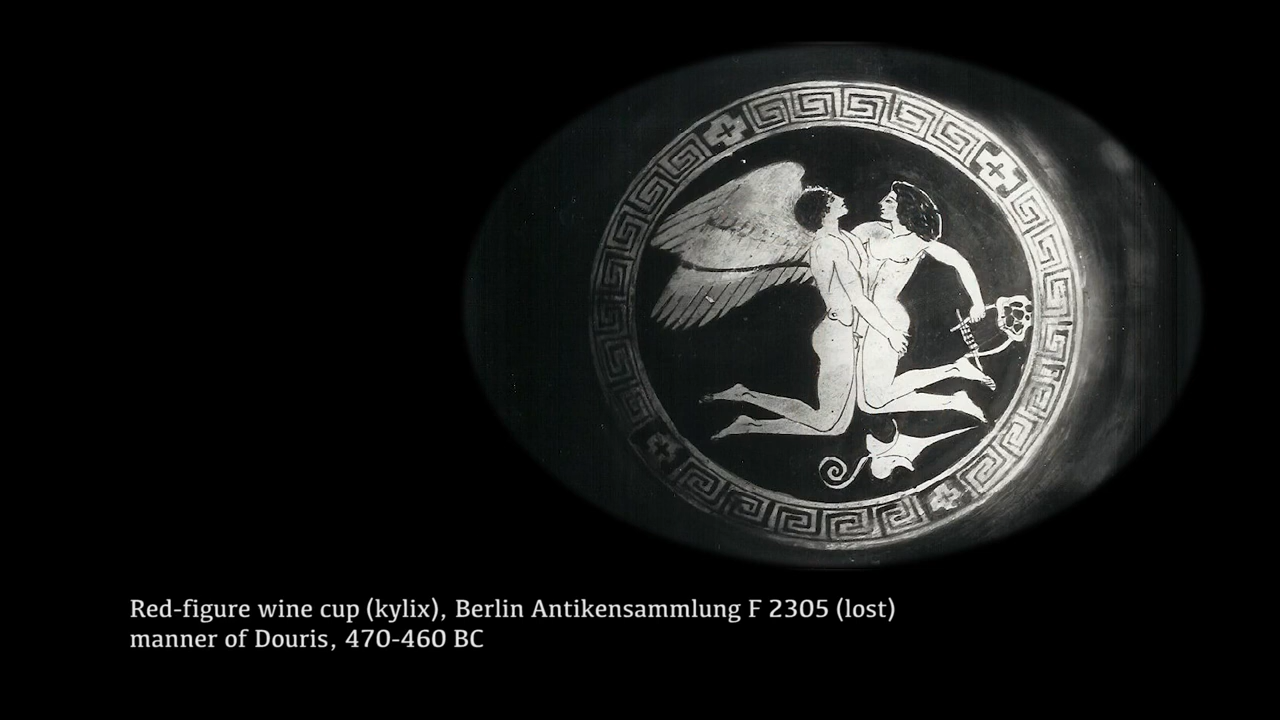 Red-figure wine cup (kylix), Berlin Antikensammlung F 2305 (lost)
manner of Douris, 470-460 BC